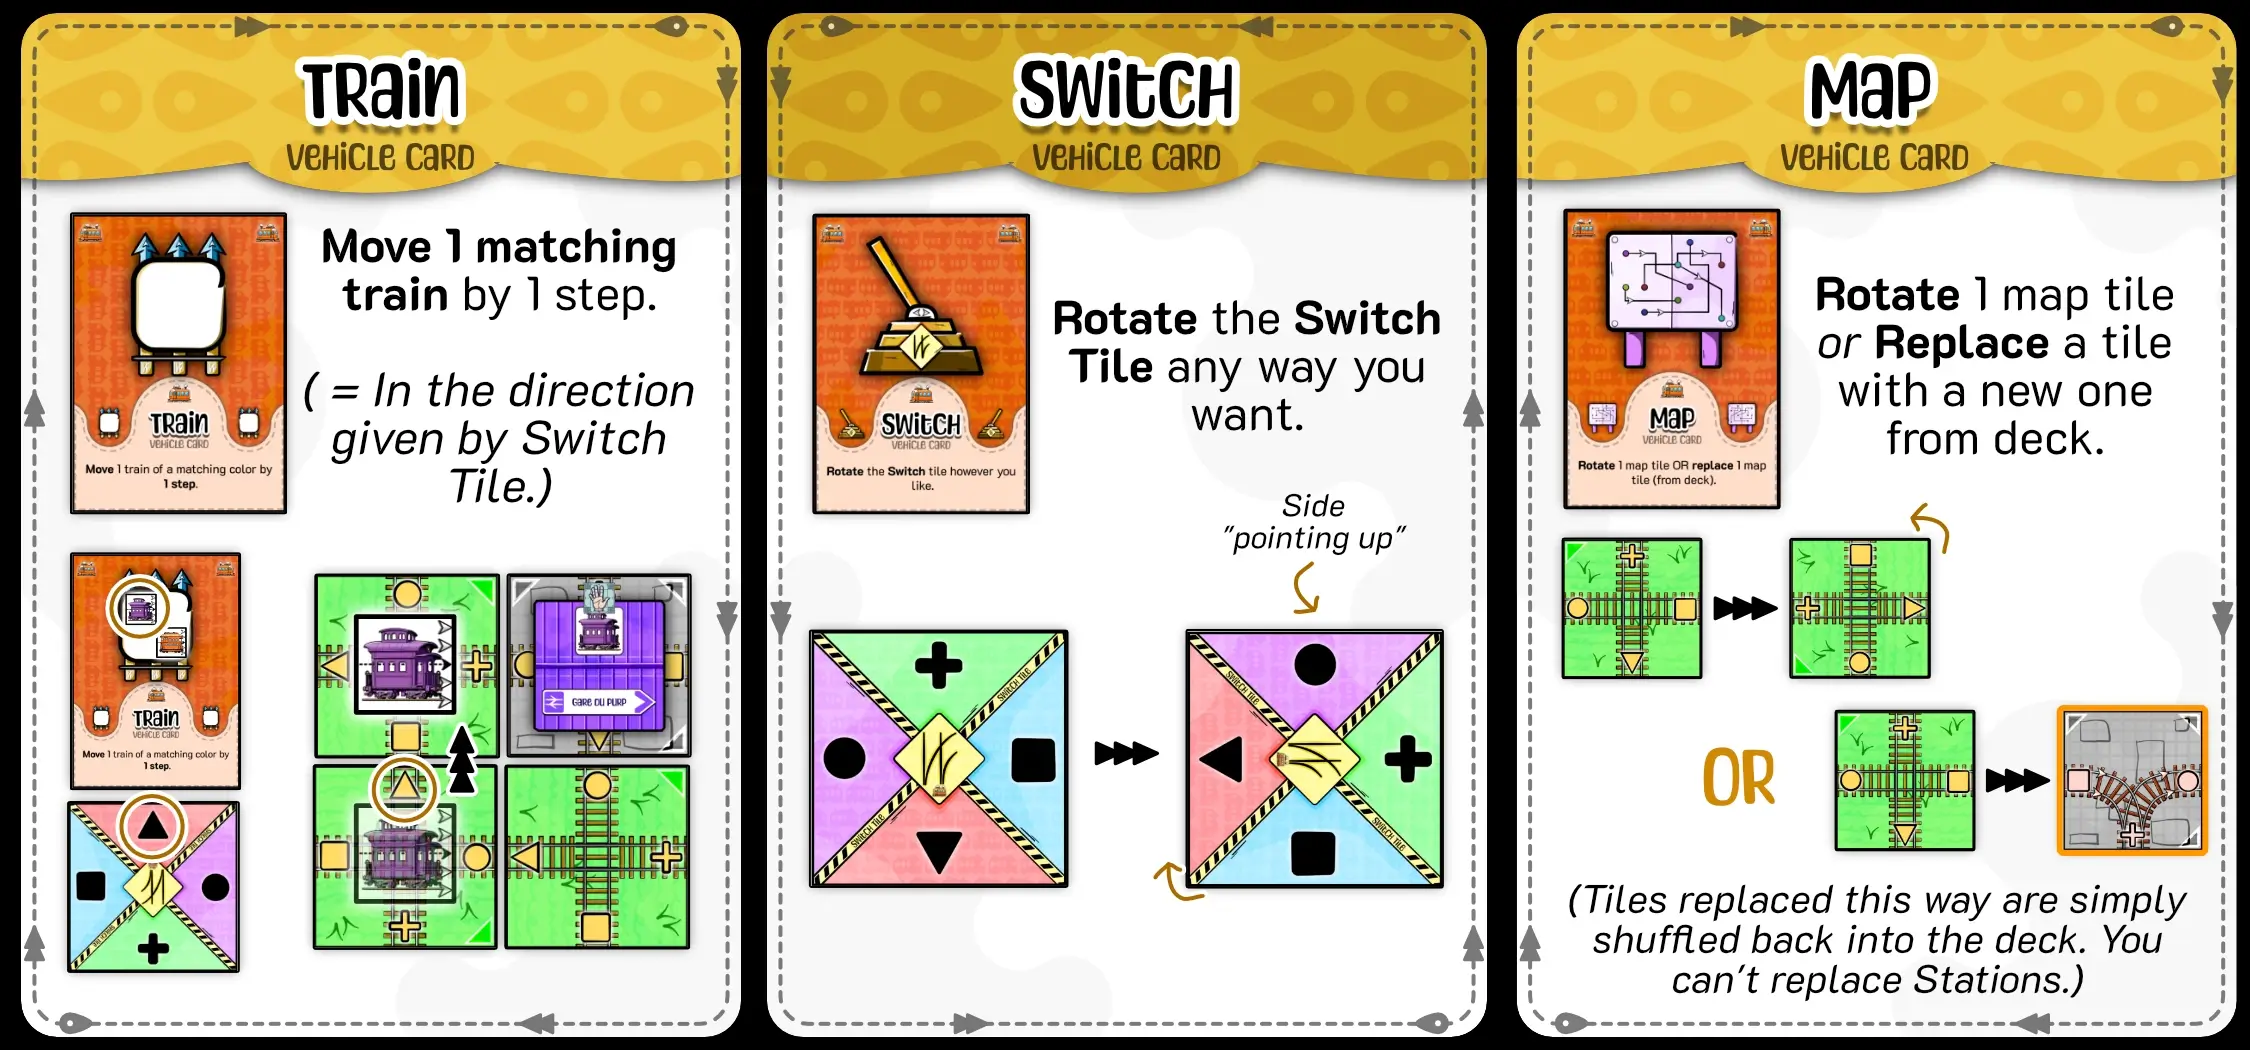 TRain
VEHiCLE CARD
Move 1 matching
train by 1 step.
( = In the direction
given by Switch
Tile.)
TRain
VEHiCLE CARD
Move 1 train of a matching color by
1 step.
TRain
VEHiCLE CARD
Move 1 train of a matching color by
1 step.
GARE DU PURP
SWITCH TILE
SWITCH TILE
SWitCH
VEHiCLE CARD
Rotate the Switch
Tile any way you
want.
SWitCH
VEHiCLE CARD
Rotate the Switch tile however you
like.
Side
"pointing up"
SWITCH TILE
SWITCH TILE
SWITCH TILE
SWITCH TILE
MaP
VEHiCLE CARD
Rotate 1 map tile
or Replace a tile
with a new one
from deck.
MaP
VEHiCLE CARD
Rotate 1 map tile OR replace 1 map
tile (from deck).
OR
(Tiles replaced this way are simply
shuffled back into the deck. You
can't replace Stations.)